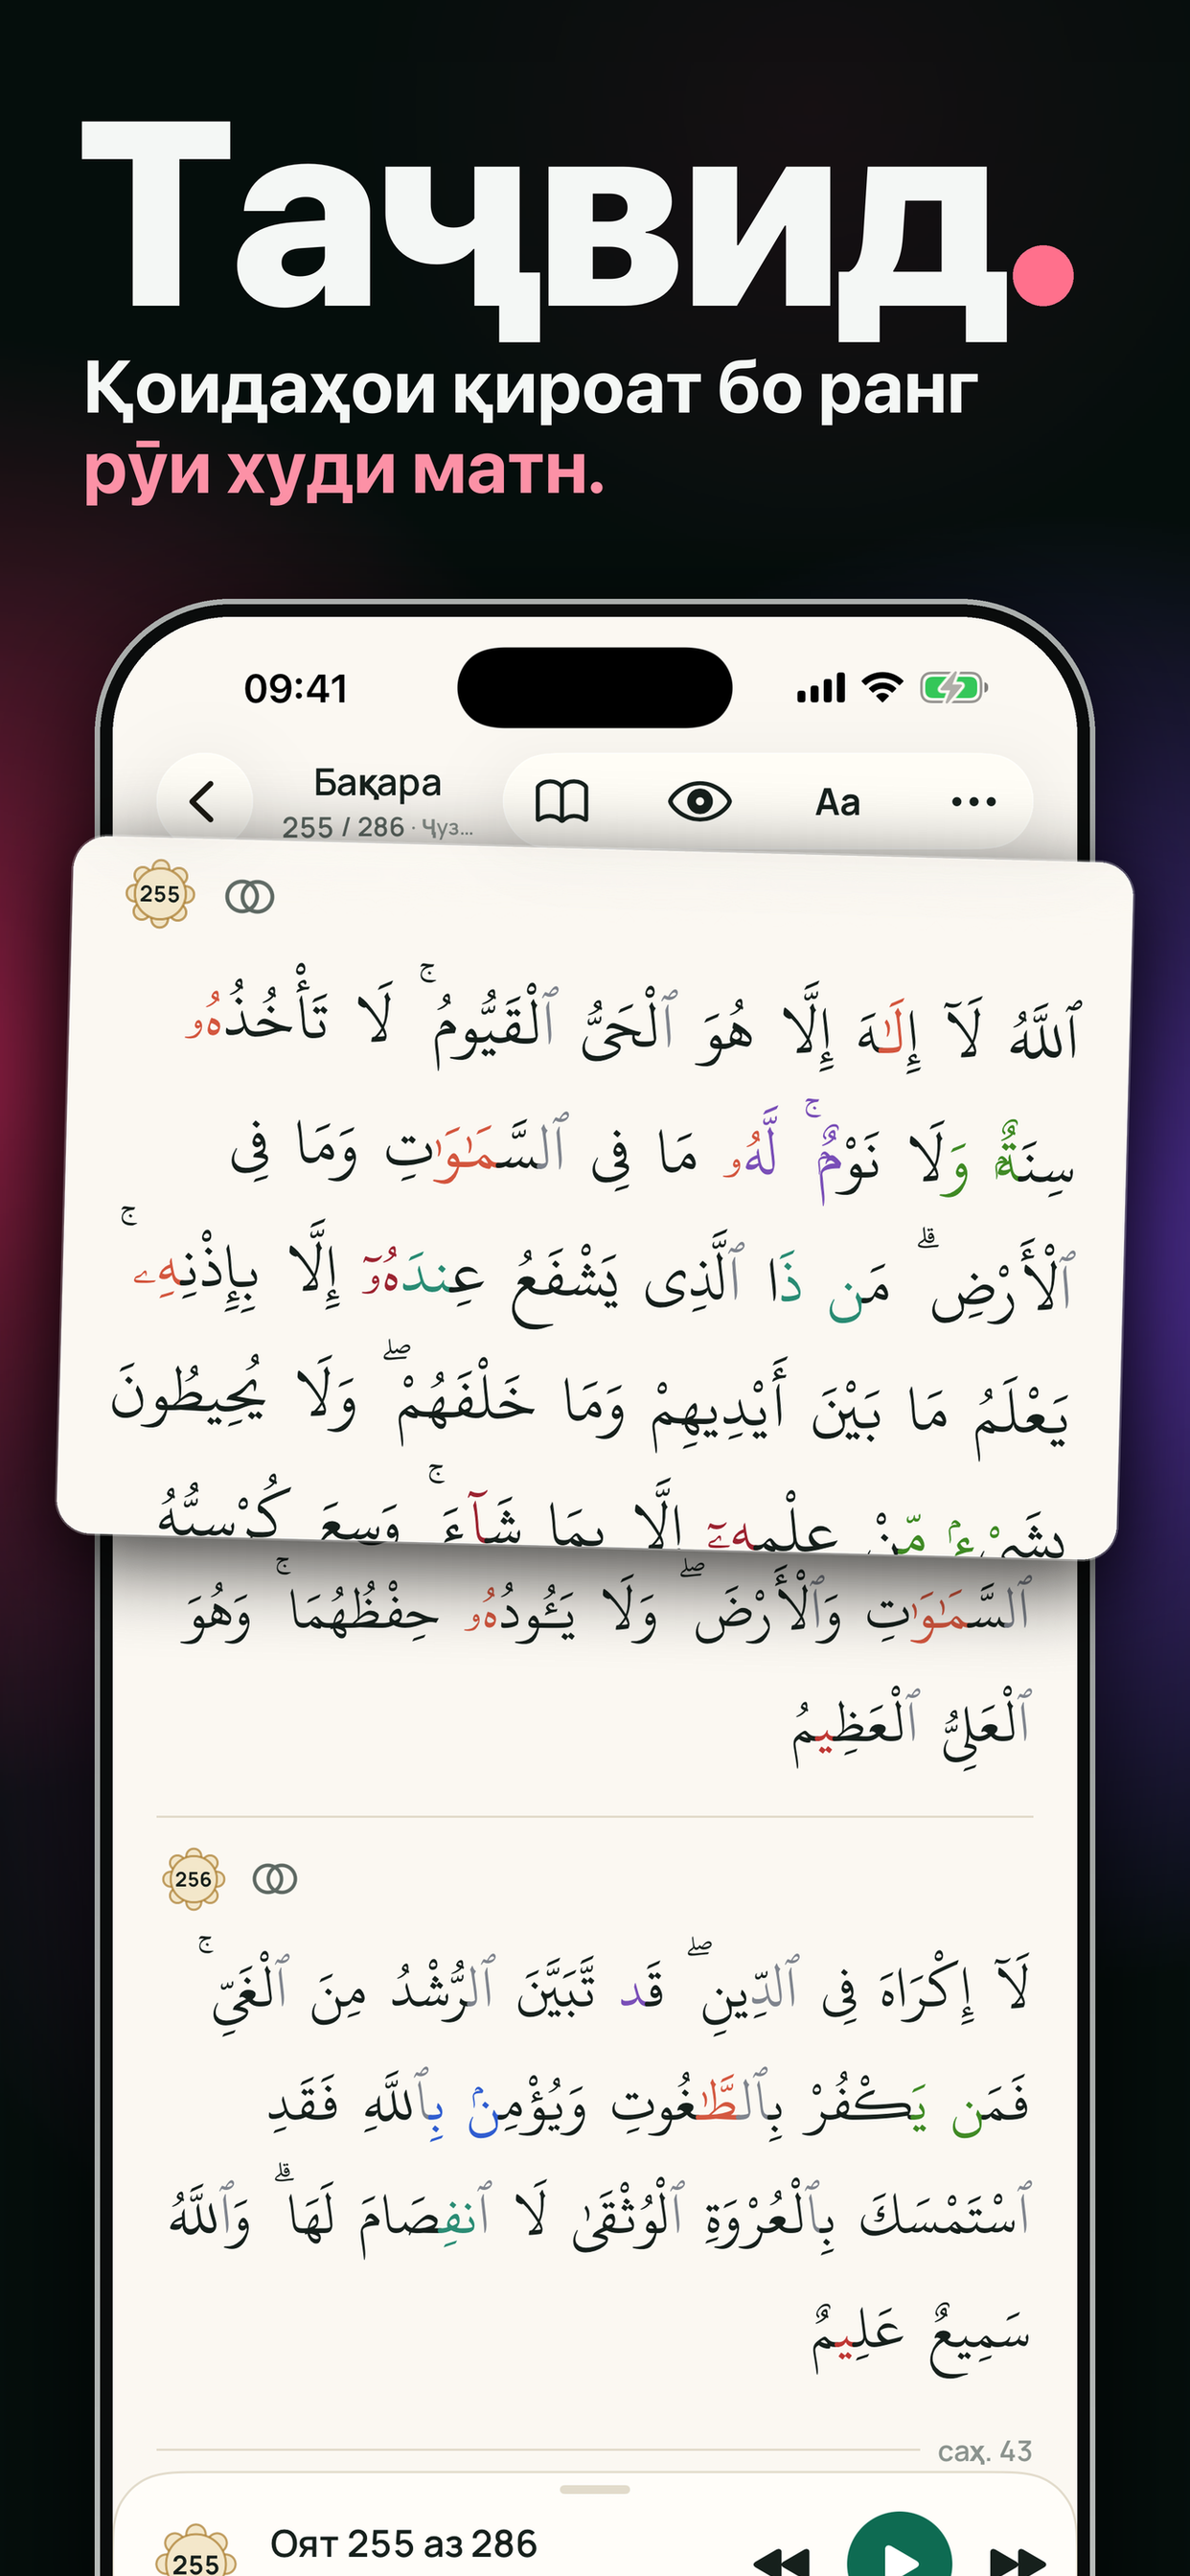 Таҷвид.
Қоидаҳои қироат бо ранг
рӯи худи матн.
09:41
Бақара
255 / 286 · Ҷуз...
Aa
255
ٱللَّهُ لَآ إِلَـٰهَ إِلَّا هُوَ ٱلْحَىُّ ٱلْقَيُّومُ ۚ لَا تَأْخُذُهُۥ
سِنَةٌ وَلَا نَوْمٌ ۚ لَّهُۥ مَا فِى ٱلسَّمَـٰوَٰتِ وَمَا فِى
ٱلْأَرْضِ ۗ مَن ذَا ٱلَّذِى يَشْفَعُ عِندَهُۥٓ إِلَّا بِإِذْنِهِۦ ۚ
يَعْلَمُ مَا بَيْنَ أَيْدِيهِمْ وَمَا خَلْفَهُمْ ۖ وَلَا يُحِيطُونَ
بِشَىْءٍ مِّنْ عِلْمِهِۦٓ إِلَّا بِمَا شَآءَ ۚ وَسِعَ كُرْسِيُّهُ
ٱلسَّمَـٰوَٰتِ وَٱلْأَرْضَ ۖ وَلَا يَـُٔودُهُۥ حِفْظُهُمَا ۚ وَهُوَ
ٱلْعَلِىُّ ٱلْعَظِيمُ
256
لَآ إِكْرَاهَ فِى ٱلدِّينِ ۖ قَد تَّبَيَّنَ ٱلرُّشْدُ مِنَ ٱلْغَىِّ ۚ
فَمَن يَكْفُرْ بِٱلطَّـٰغُوتِ وَيُؤْمِنۢ بِٱللَّهِ فَقَدِ
ٱسْتَمْسَكَ بِٱلْعُرْوَةِ ٱلْوُثْقَىٰ لَا ٱنفِصَامَ لَهَا ۗ وَٱللَّهُ
سَمِيعٌ عَلِيمٌ
саҳ. 43
255
Оят 255 аз 286